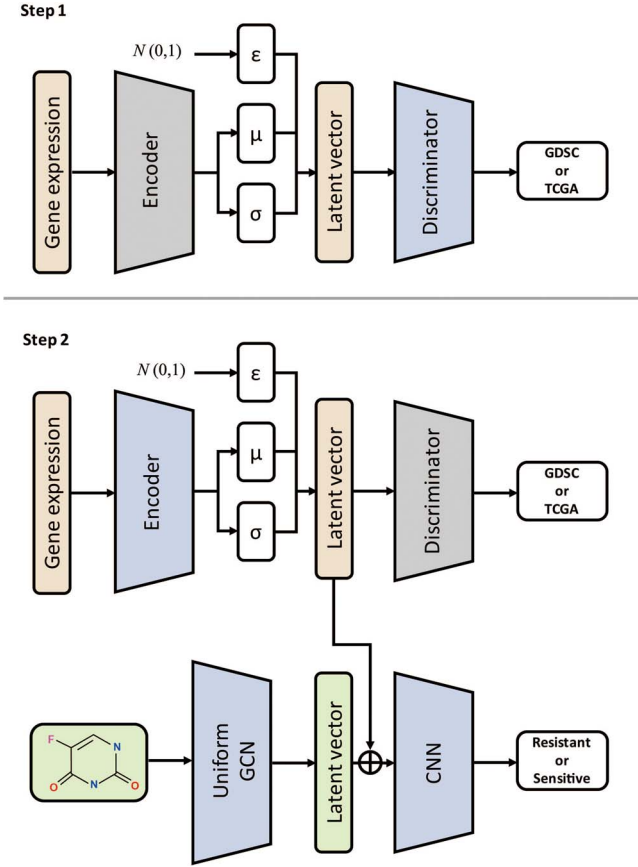 Step 1
N (0,1)
ε
Gene expression
Encoder
μ
σ
Latent vector
Discriminator
GDSC
or
TCGA
Step 2
N (0,1)
ε
Gene expression
Encoder
μ
σ
Latent vector
Discriminator
GDSC
or
TCGA
F
N
N
O
O
Uniform
GCN
Latent vector
CNN
Resistant
or
Sensitive